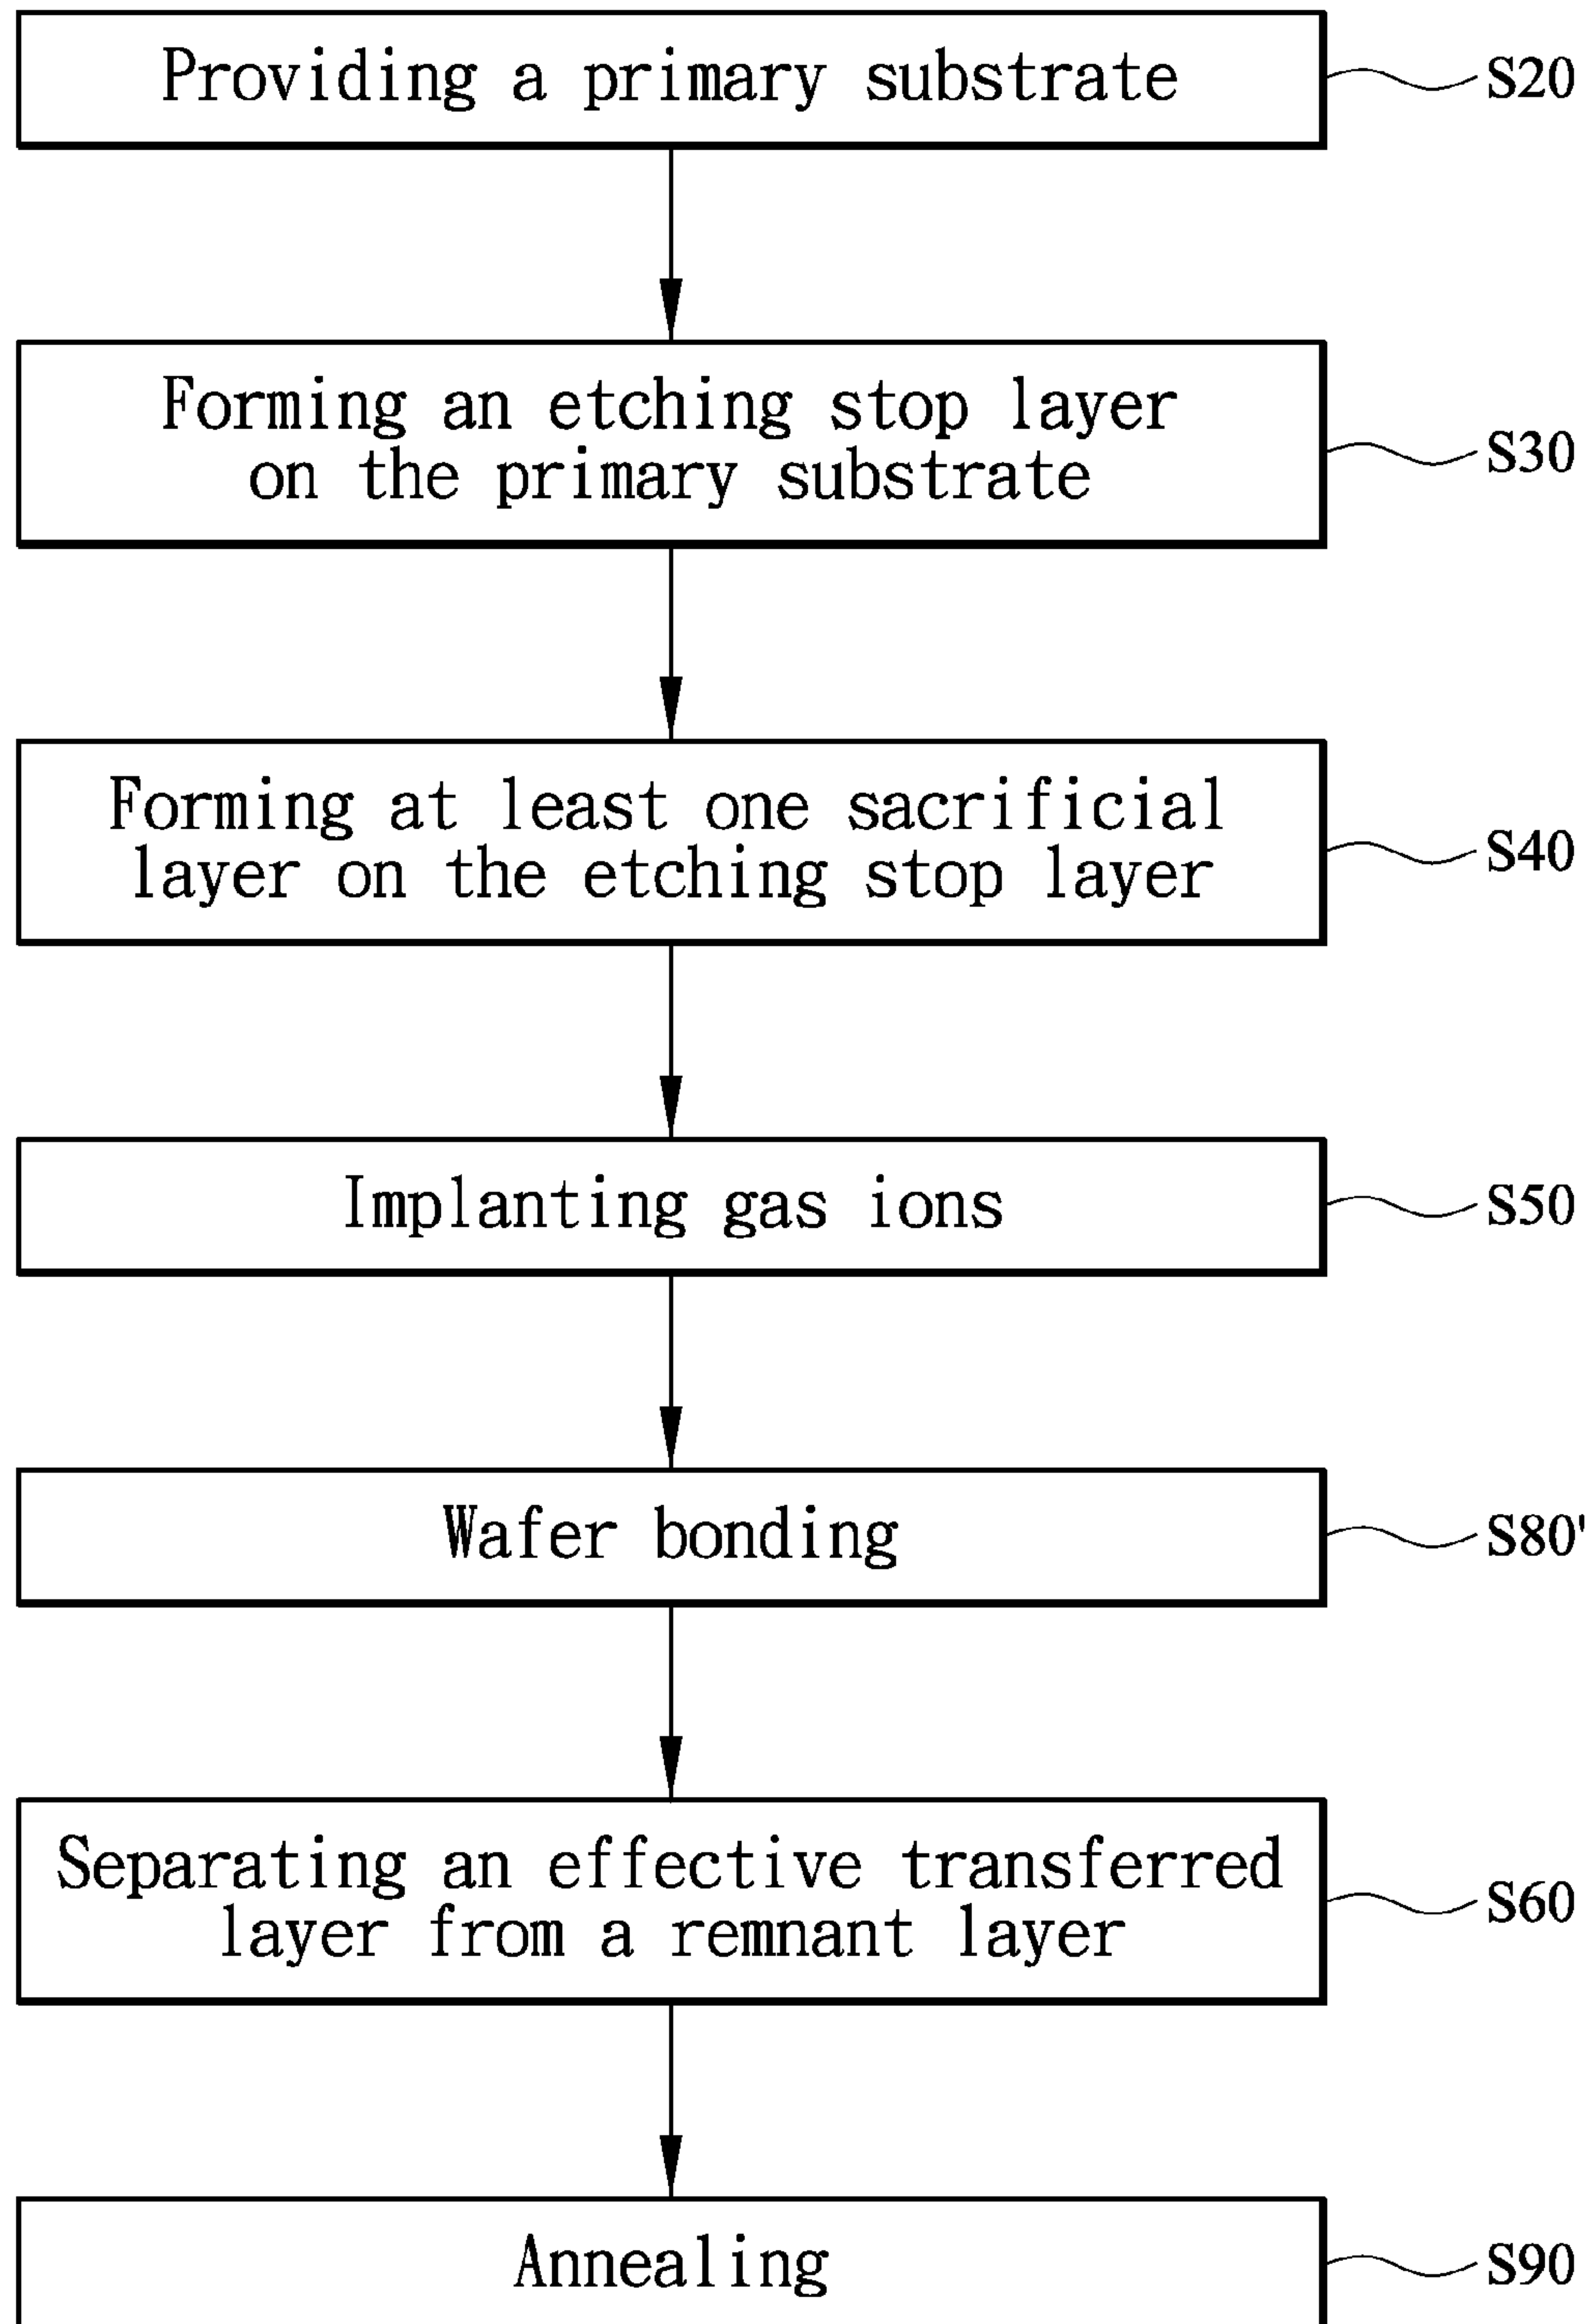 Providing a primary substrate
S20
Forming an etching stop layer
on the primary substrate
S30
Forming at least one sacrificial
layer on the etching stop layer
S40
Implanting gas ions
S50
Wafer bonding
S80'
Separating an effective transferred
layer from a remnant layer
S60
Annealing
S90